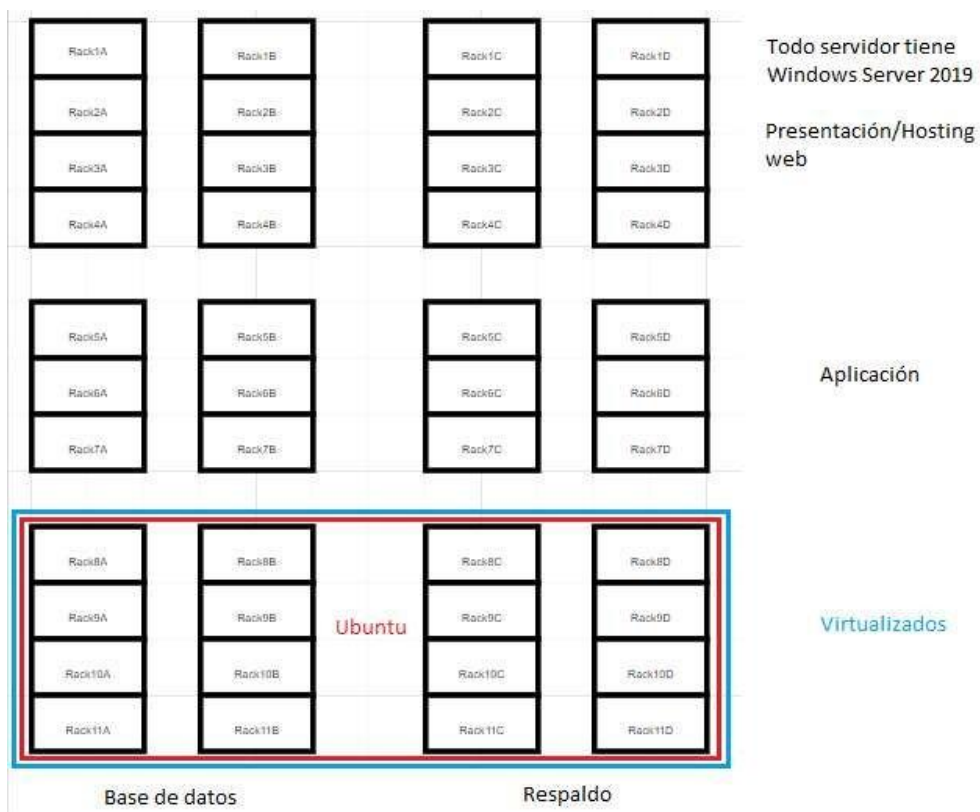 Rack1A Rack1B Rack1C Rack1D
Todo servidor tiene
Windows Server 2019
Rack2A Rack2B Rack2C Rack2D
Presentación/Hosting
web
Rack3A Rack3B Rack3C Rack3D
Rack4A Rack4B Rack4C Rack4D
Rack5A Rack5B Rack5C Rack5D
Aplicación
Rack6A Rack6B Rack6C Rack6D
Rack7A Rack7B Rack7C Rack7D
Rack8A Rack8B Rack8C Rack8D
Rack9A Rack9B Ubuntu Rack9C Rack9D
Virtualizados
Rack10A Rack10B Rack10C Rack10D
Rack11A Rack11B Rack11C Rack11D
Base de datos Respaldo